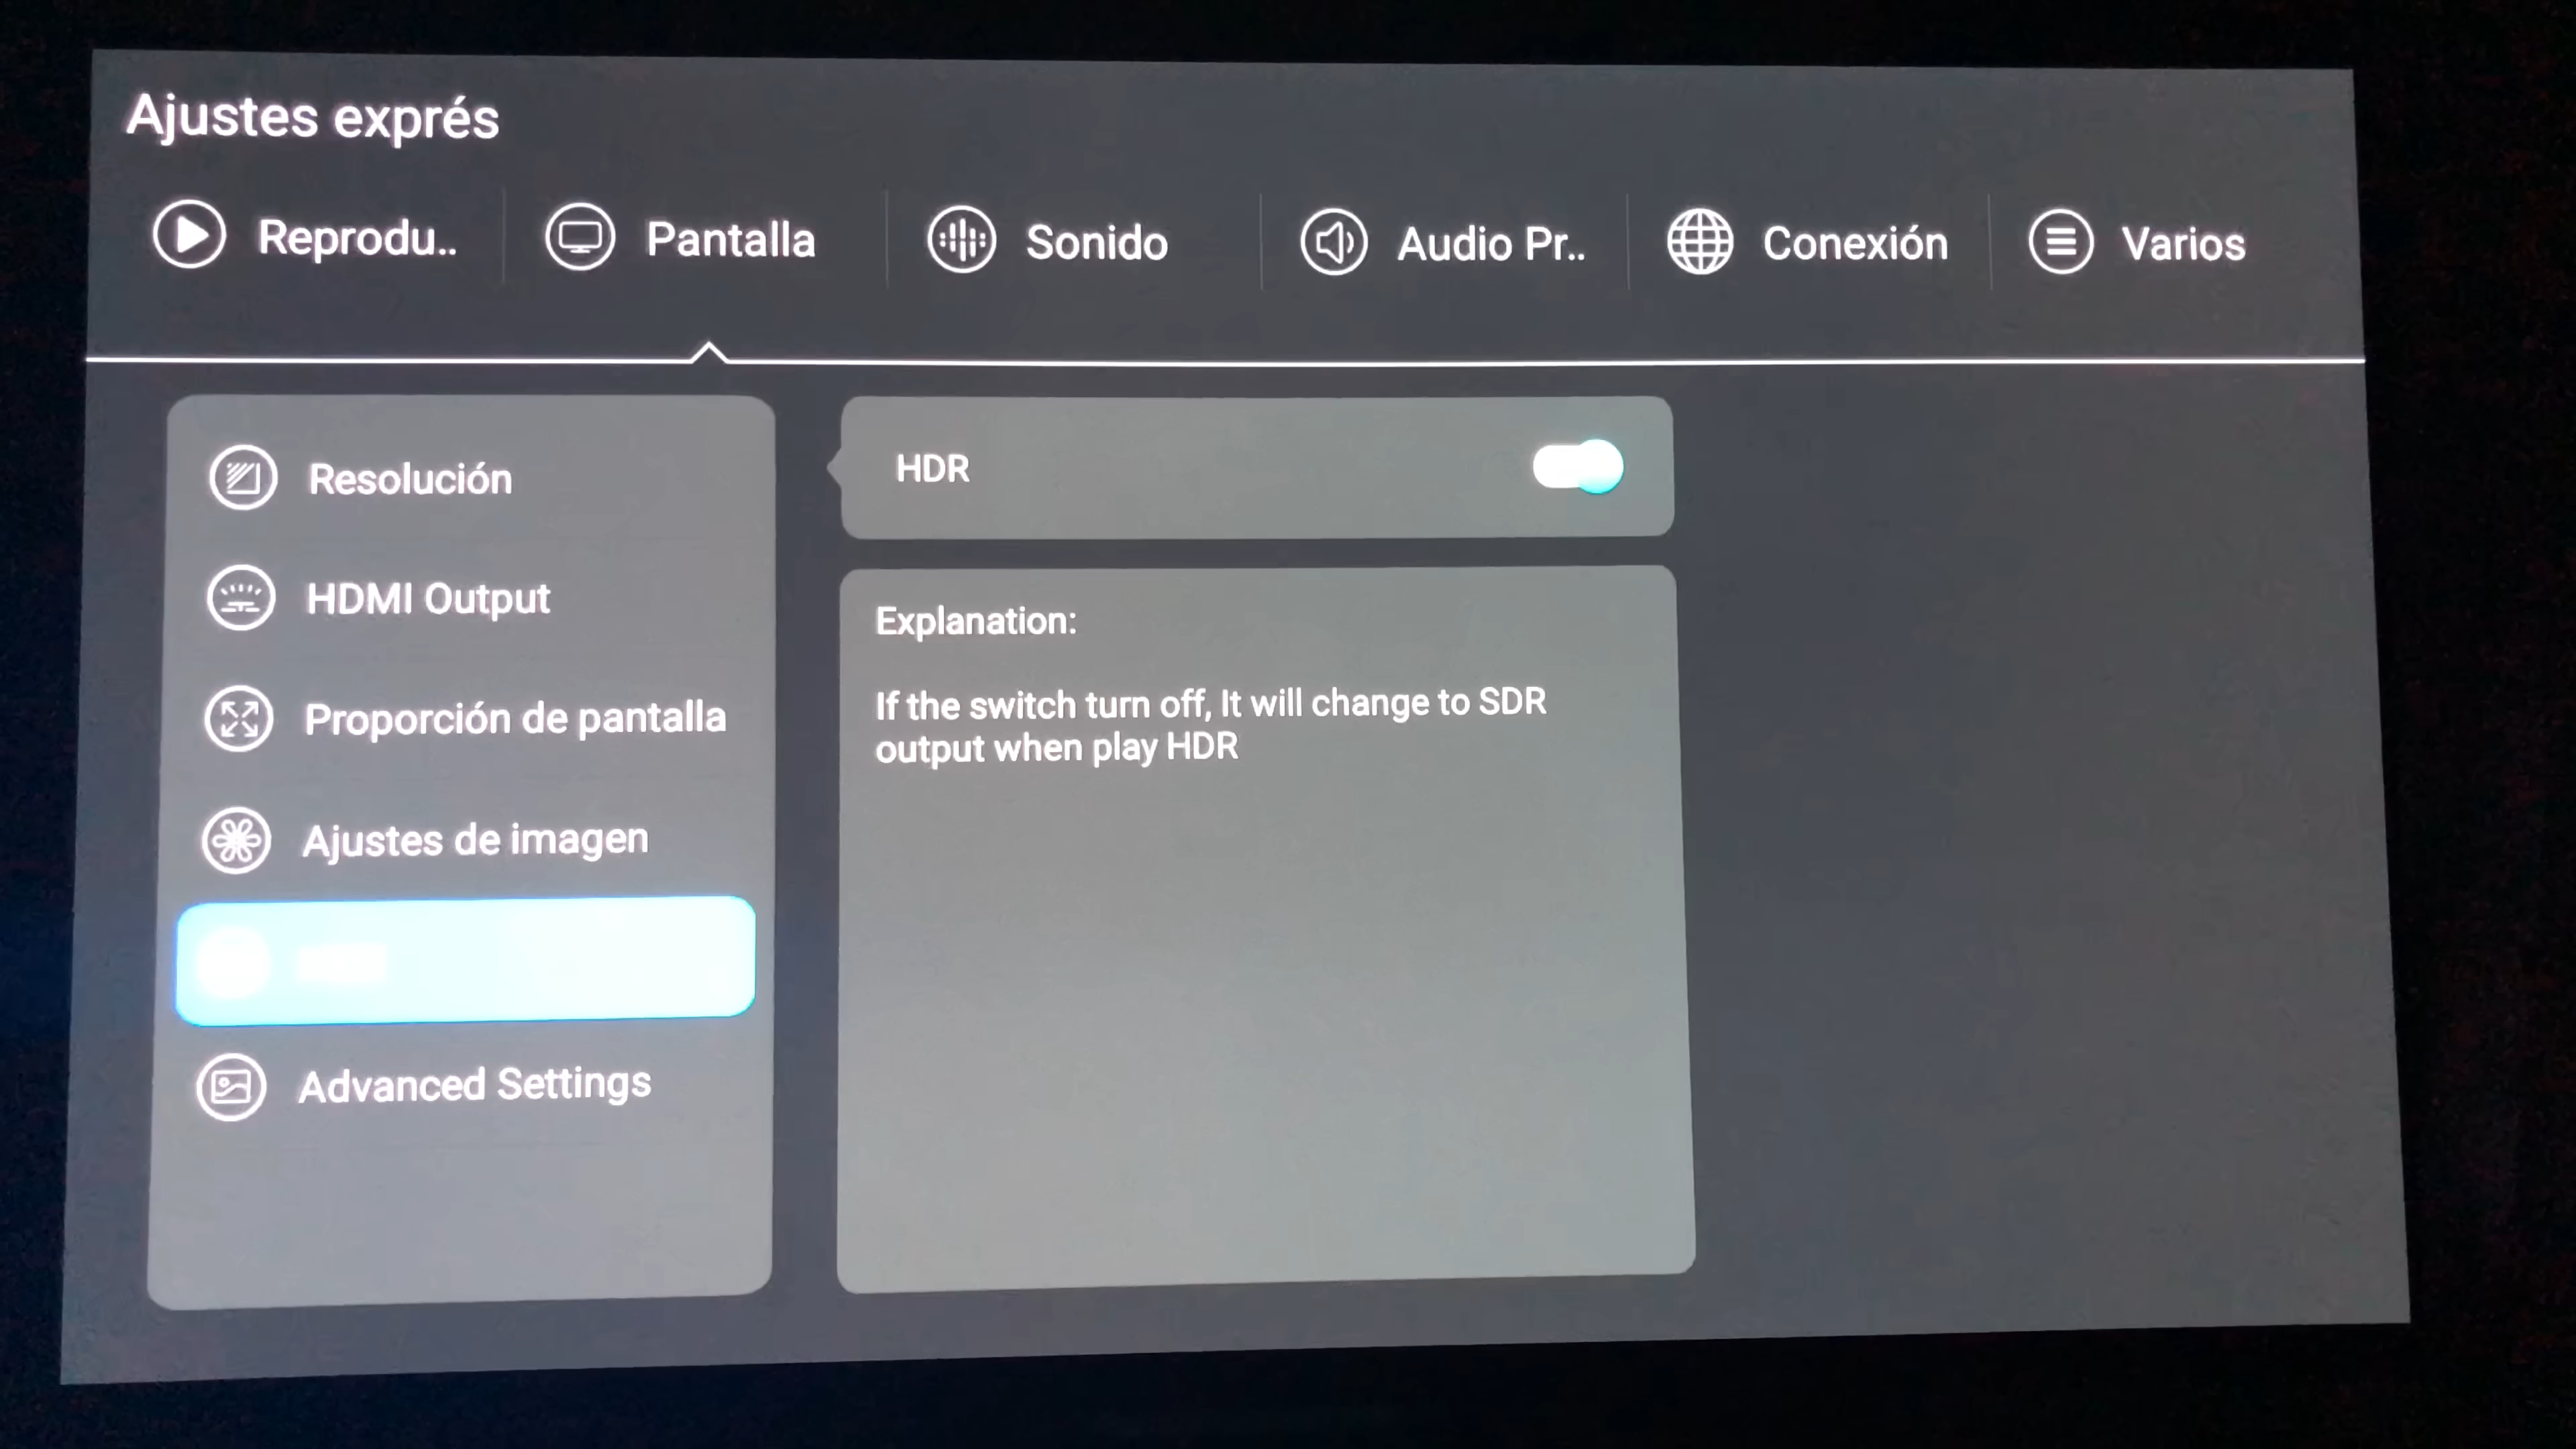 Ajustes exprés
Reprodu..
Pantalla
Sonido
Audio Pr..
Conexión
Varios
Resolución
HDMI Output
Proporción de pantalla
Ajustes de imagen
Advanced Settings
HDR
Explanation:
If the switch turn off, It will change to SDR
output when play HDR